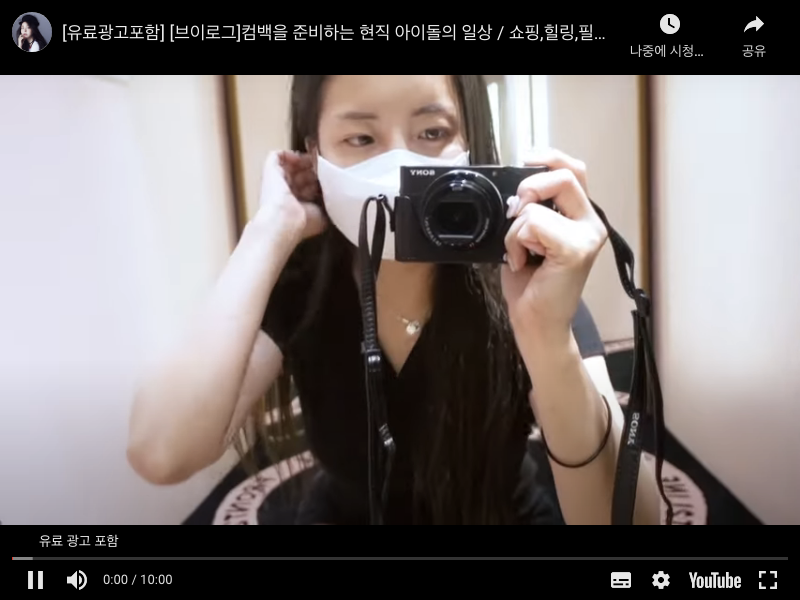 [유료광고포함] [브이로그]컴백을 준비하는 현직 아이돌의 일상 / 쇼핑,힐링,필...
나중에 시청...
공유
SONY
SONY
유료 광고 포함
0:00 / 10:00
YouTube